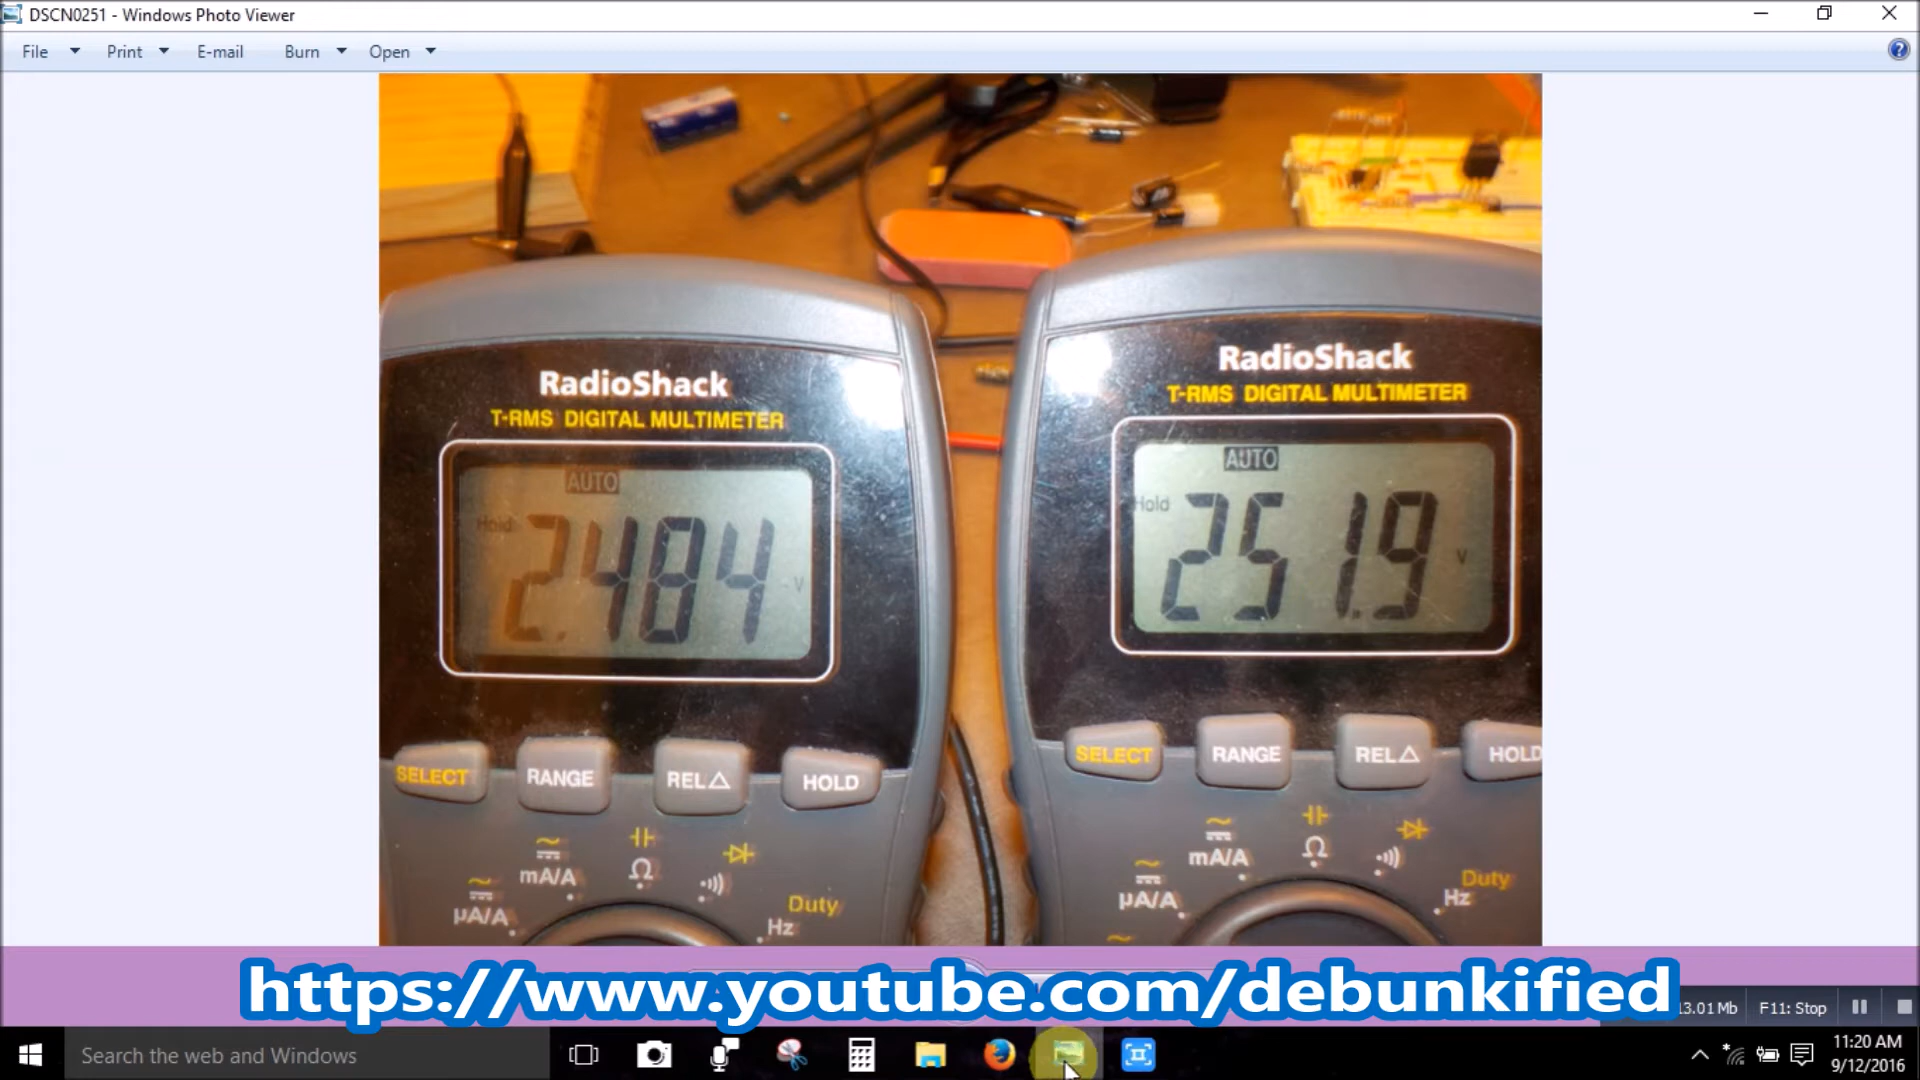 DSCN0251 - Windows Photo Viewer
File Print E-mail Burn Open
RadioShack
T-RMS DIGITAL MULTIMETER
AUTO
Hold
2.484
V
SELECT RANGE REL△ HOLD
mA/A Ω
µA/A
Duty
Hz
RadioShack
T-RMS DIGITAL MULTIMETER
AUTO
Hold
251.9
V
SELECT RANGE REL△ HOLD
mA/A Ω
µA/A
Duty
Hz
https://www.youtube.com/debunkified
13.01 Mb F11: Stop
Search the web and Windows
11:20 AM
9/12/2016